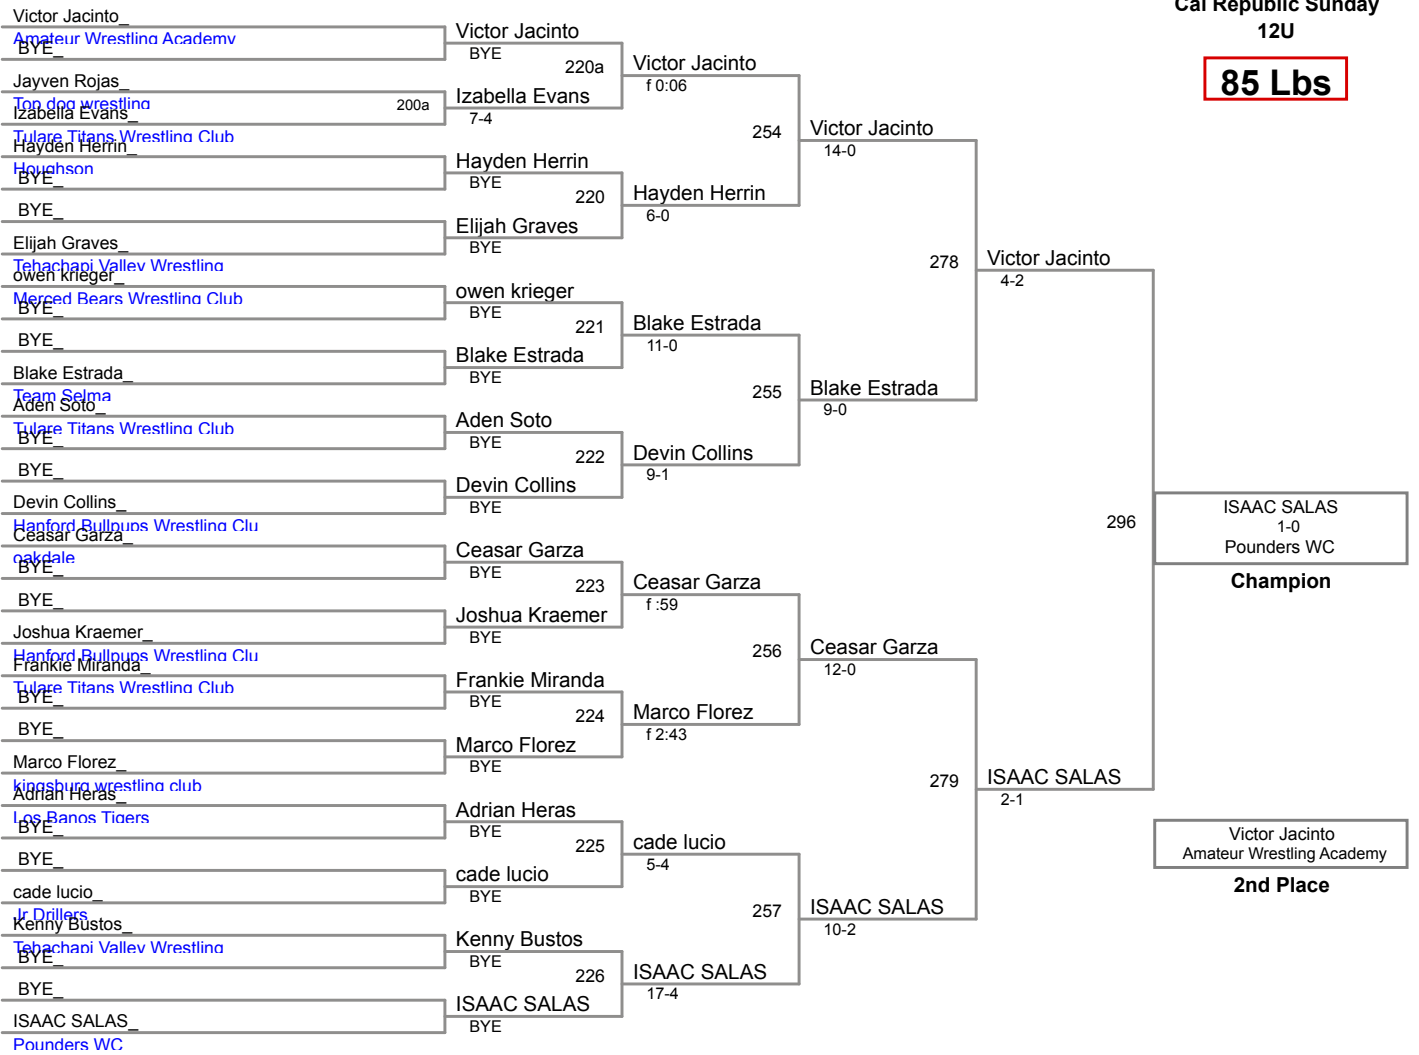 Cal Republic Sunday
12U
85 Lbs
Victor Jacinto_
Amateur Wrestling Academy
BYE_
Jayven Rojas_
Top dog wrestling
Izabella Evans_
Tulare Titans Wrestling Club
Hayden Herrin_
Houghson
BYE_
BYE_
Elijah Graves_
Tehachapi Valley Wrestling
owen krieger_
Merced Bears Wrestling Club
BYE_
BYE_
Blake Estrada_
Team Selma
Aden Soto_
Tulare Titans Wrestling Club
BYE_
BYE_
Devin Collins_
Hanford Bullpups Wrestling Clu
Ceasar Garza_
oakdale
BYE_
BYE_
Joshua Kraemer_
Hanford Bullpups Wrestling Clu
Frankie Miranda_
Tulare Titans Wrestling Club
BYE_
BYE_
Marco Florez_
kingsburg wrestling club
Adrian Heras_
Los Banos Tigers
BYE_
BYE_
cade lucio_
Jr Drillers
Kenny Bustos_
Tehachapi Valley Wrestling
BYE_
BYE_
ISAAC SALAS_
Pounders WC
200a
Victor Jacinto
BYE
220a
Izabella Evans
7-4
Hayden Herrin
BYE
220
Elijah Graves
BYE
owen krieger
BYE
221
Blake Estrada
BYE
Aden Soto
BYE
222
Devin Collins
BYE
Ceasar Garza
BYE
223
Joshua Kraemer
BYE
Frankie Miranda
BYE
224
Marco Florez
BYE
Adrian Heras
BYE
225
cade lucio
BYE
Kenny Bustos
BYE
226
ISAAC SALAS
BYE
Victor Jacinto
f 0:06
254
Hayden Herrin
6-0
Blake Estrada
11-0
255
Devin Collins
9-1
Ceasar Garza
f :59
256
Marco Florez
f 2:43
cade lucio
5-4
257
ISAAC SALAS
17-4
Victor Jacinto
14-0
278
Blake Estrada
9-0
Ceasar Garza
12-0
279
ISAAC SALAS
10-2
Victor Jacinto
4-2
296
ISAAC SALAS
2-1
ISAAC SALAS
1-0
Pounders WC
Champion
Victor Jacinto
Amateur Wrestling Academy
2nd Place